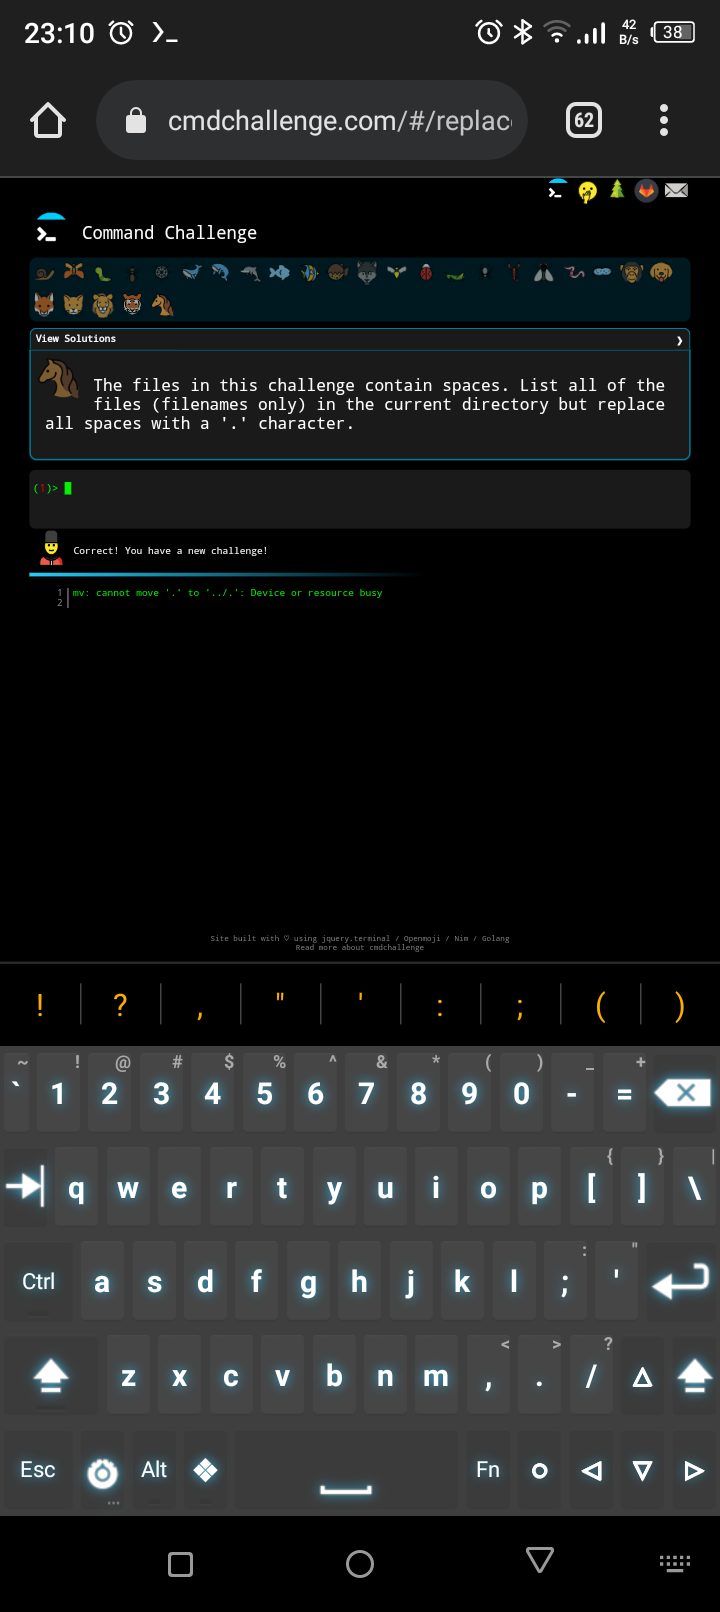 23:10
42
B/s
38
cmdchallenge.com/#/replac
62
Command Challenge
View Solutions
The files in this challenge contain spaces. List all of the
files (filenames only) in the current directory but replace
all spaces with a '.' character.
(1)>
Correct! You have a new challenge!
1 mv: cannot move '.' to '../.': Device or resource busy
2
Site built with ♡ using jquery.terminal / Openmoji / Nim / Golang
Read more about cmdchallenge
! ? , " ' : ; ( )
~ ! @ # $ % ^ & * ( ) _ +
` 1 2 3 4 5 6 7 8 9 0 - =
{ } |
q w e r t y u i o p [ ] \
: "
Ctrl a s d f g h j k l ; '
< > ?
z x c v b n m , . /
Esc Alt Fn
...